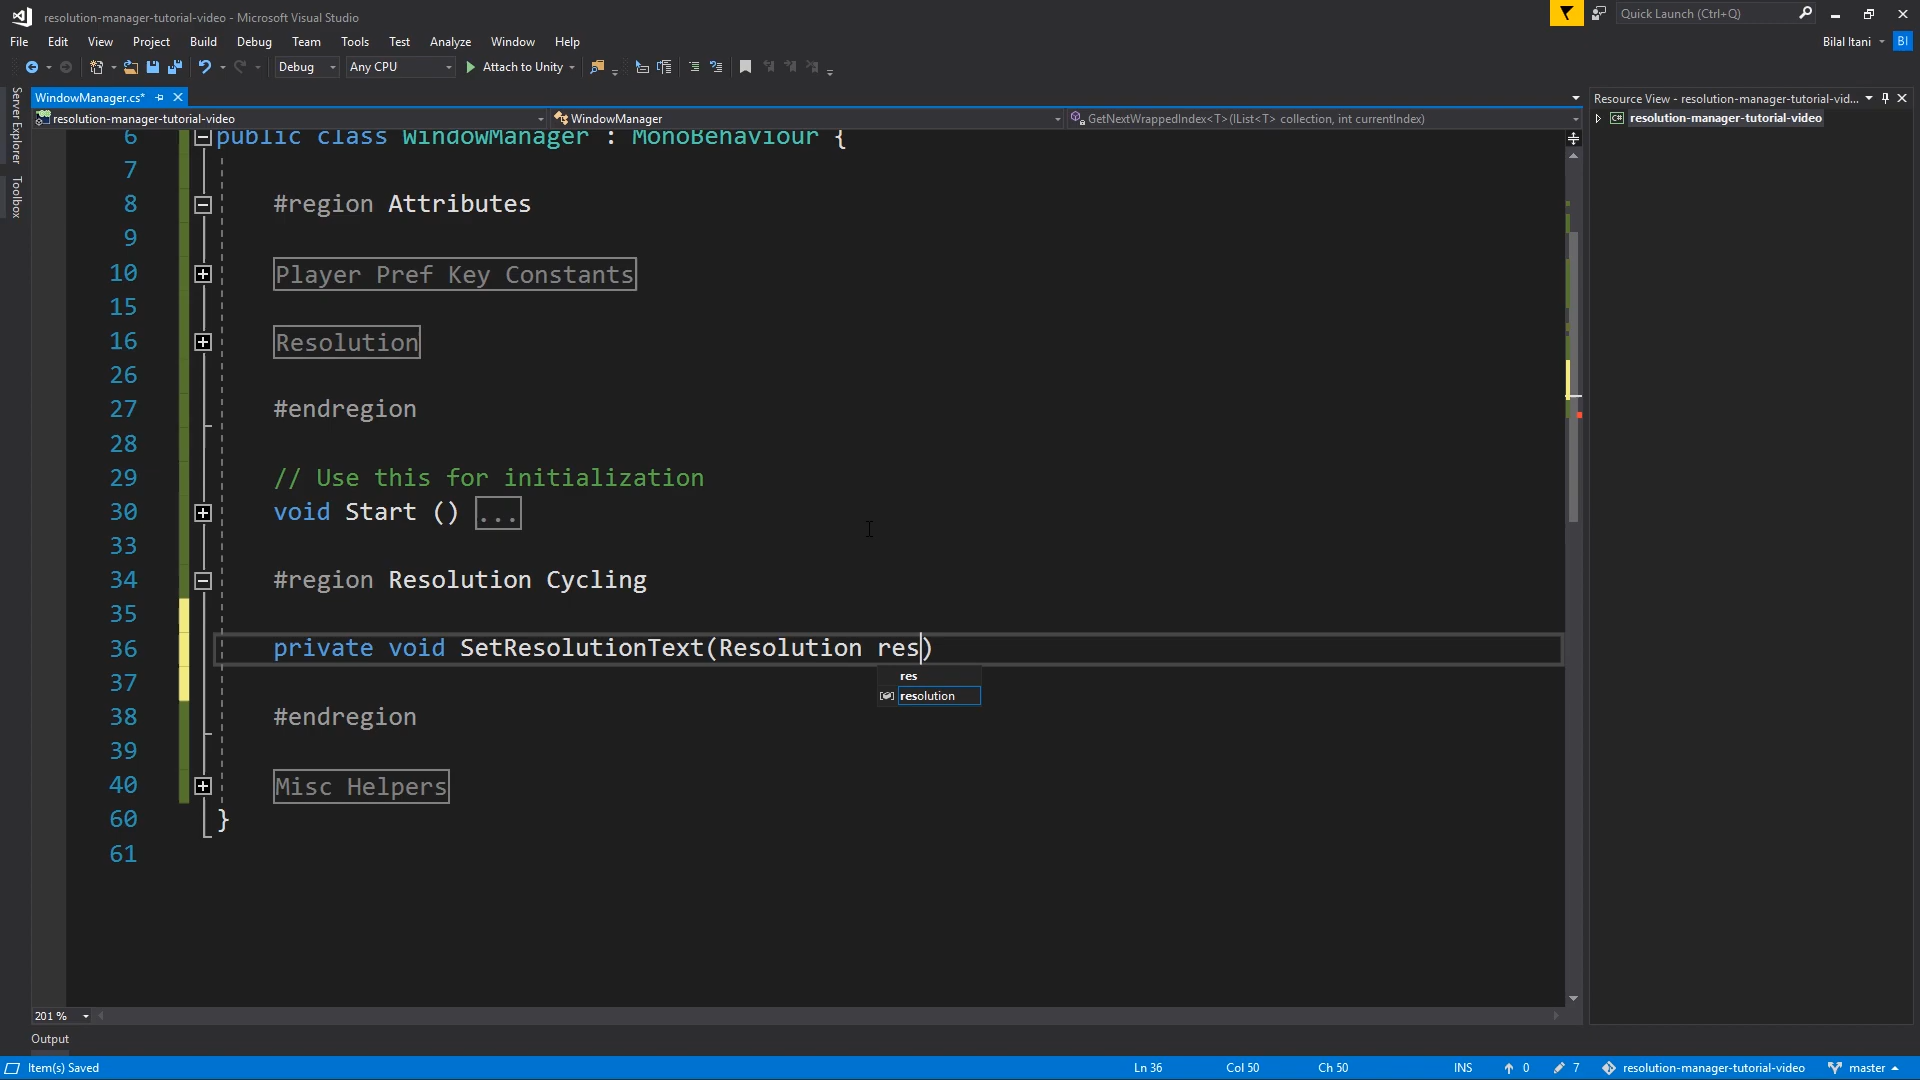 resolution-manager-tutorial-video - Microsoft Visual Studio
Quick Launch (Ctrl+Q)
File Edit View Project Build Debug Team Tools Test Analyze Window Help
Bilal Itani BI
Debug Any CPU Attach to Unity
Server Explorer
Toolbox
WindowManager.cs*
resolution-manager-tutorial-video WindowManager GetNextWrappedIndex<T>(IList<T> collection, int currentIndex)
Resource View - resolution-manager-tutorial-vid...
resolution-manager-tutorial-video
6 public class WindowManager : MonoBehaviour {
7
8 #region Attributes
9
10 Player Pref Key Constants
15
16 Resolution
26
27 #endregion
28
29 // Use this for initialization
30 void Start () ...
33
34 #region Resolution Cycling
35
36 private void SetResolutionText(Resolution res)
res
resolution
37
38 #endregion
39
40 Misc Helpers
60 }
61
201 %
Output
Item(s) Saved Ln 36 Col 50 Ch 50 INS 0 7 resolution-manager-tutorial-video master